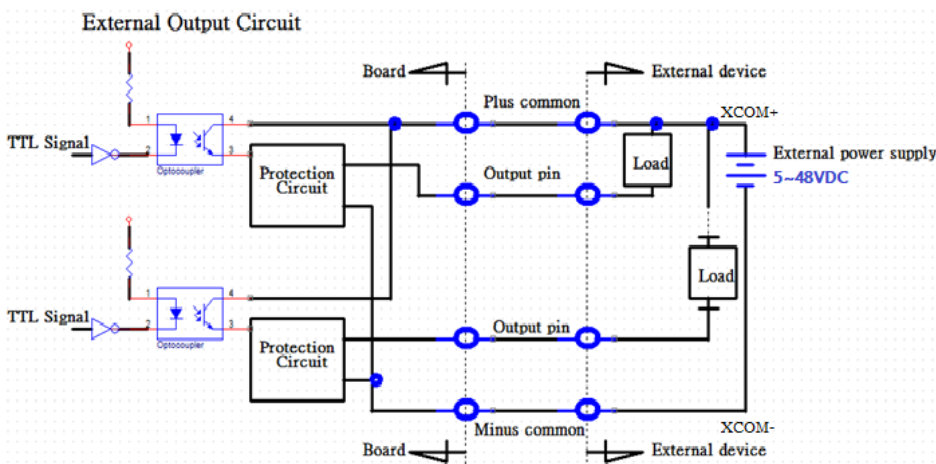 External Output Circuit
Board
External device
Plus common
XCOM+
1
4
TTL Signal
2
3
Optocoupler
Protection
Circuit
Output pin
Load
External power supply
5~48VDC
Load
1
4
TTL Signal
2
3
Optocoupler
Protection
Circuit
Output pin
Minus common
XCOM-
Board
External device